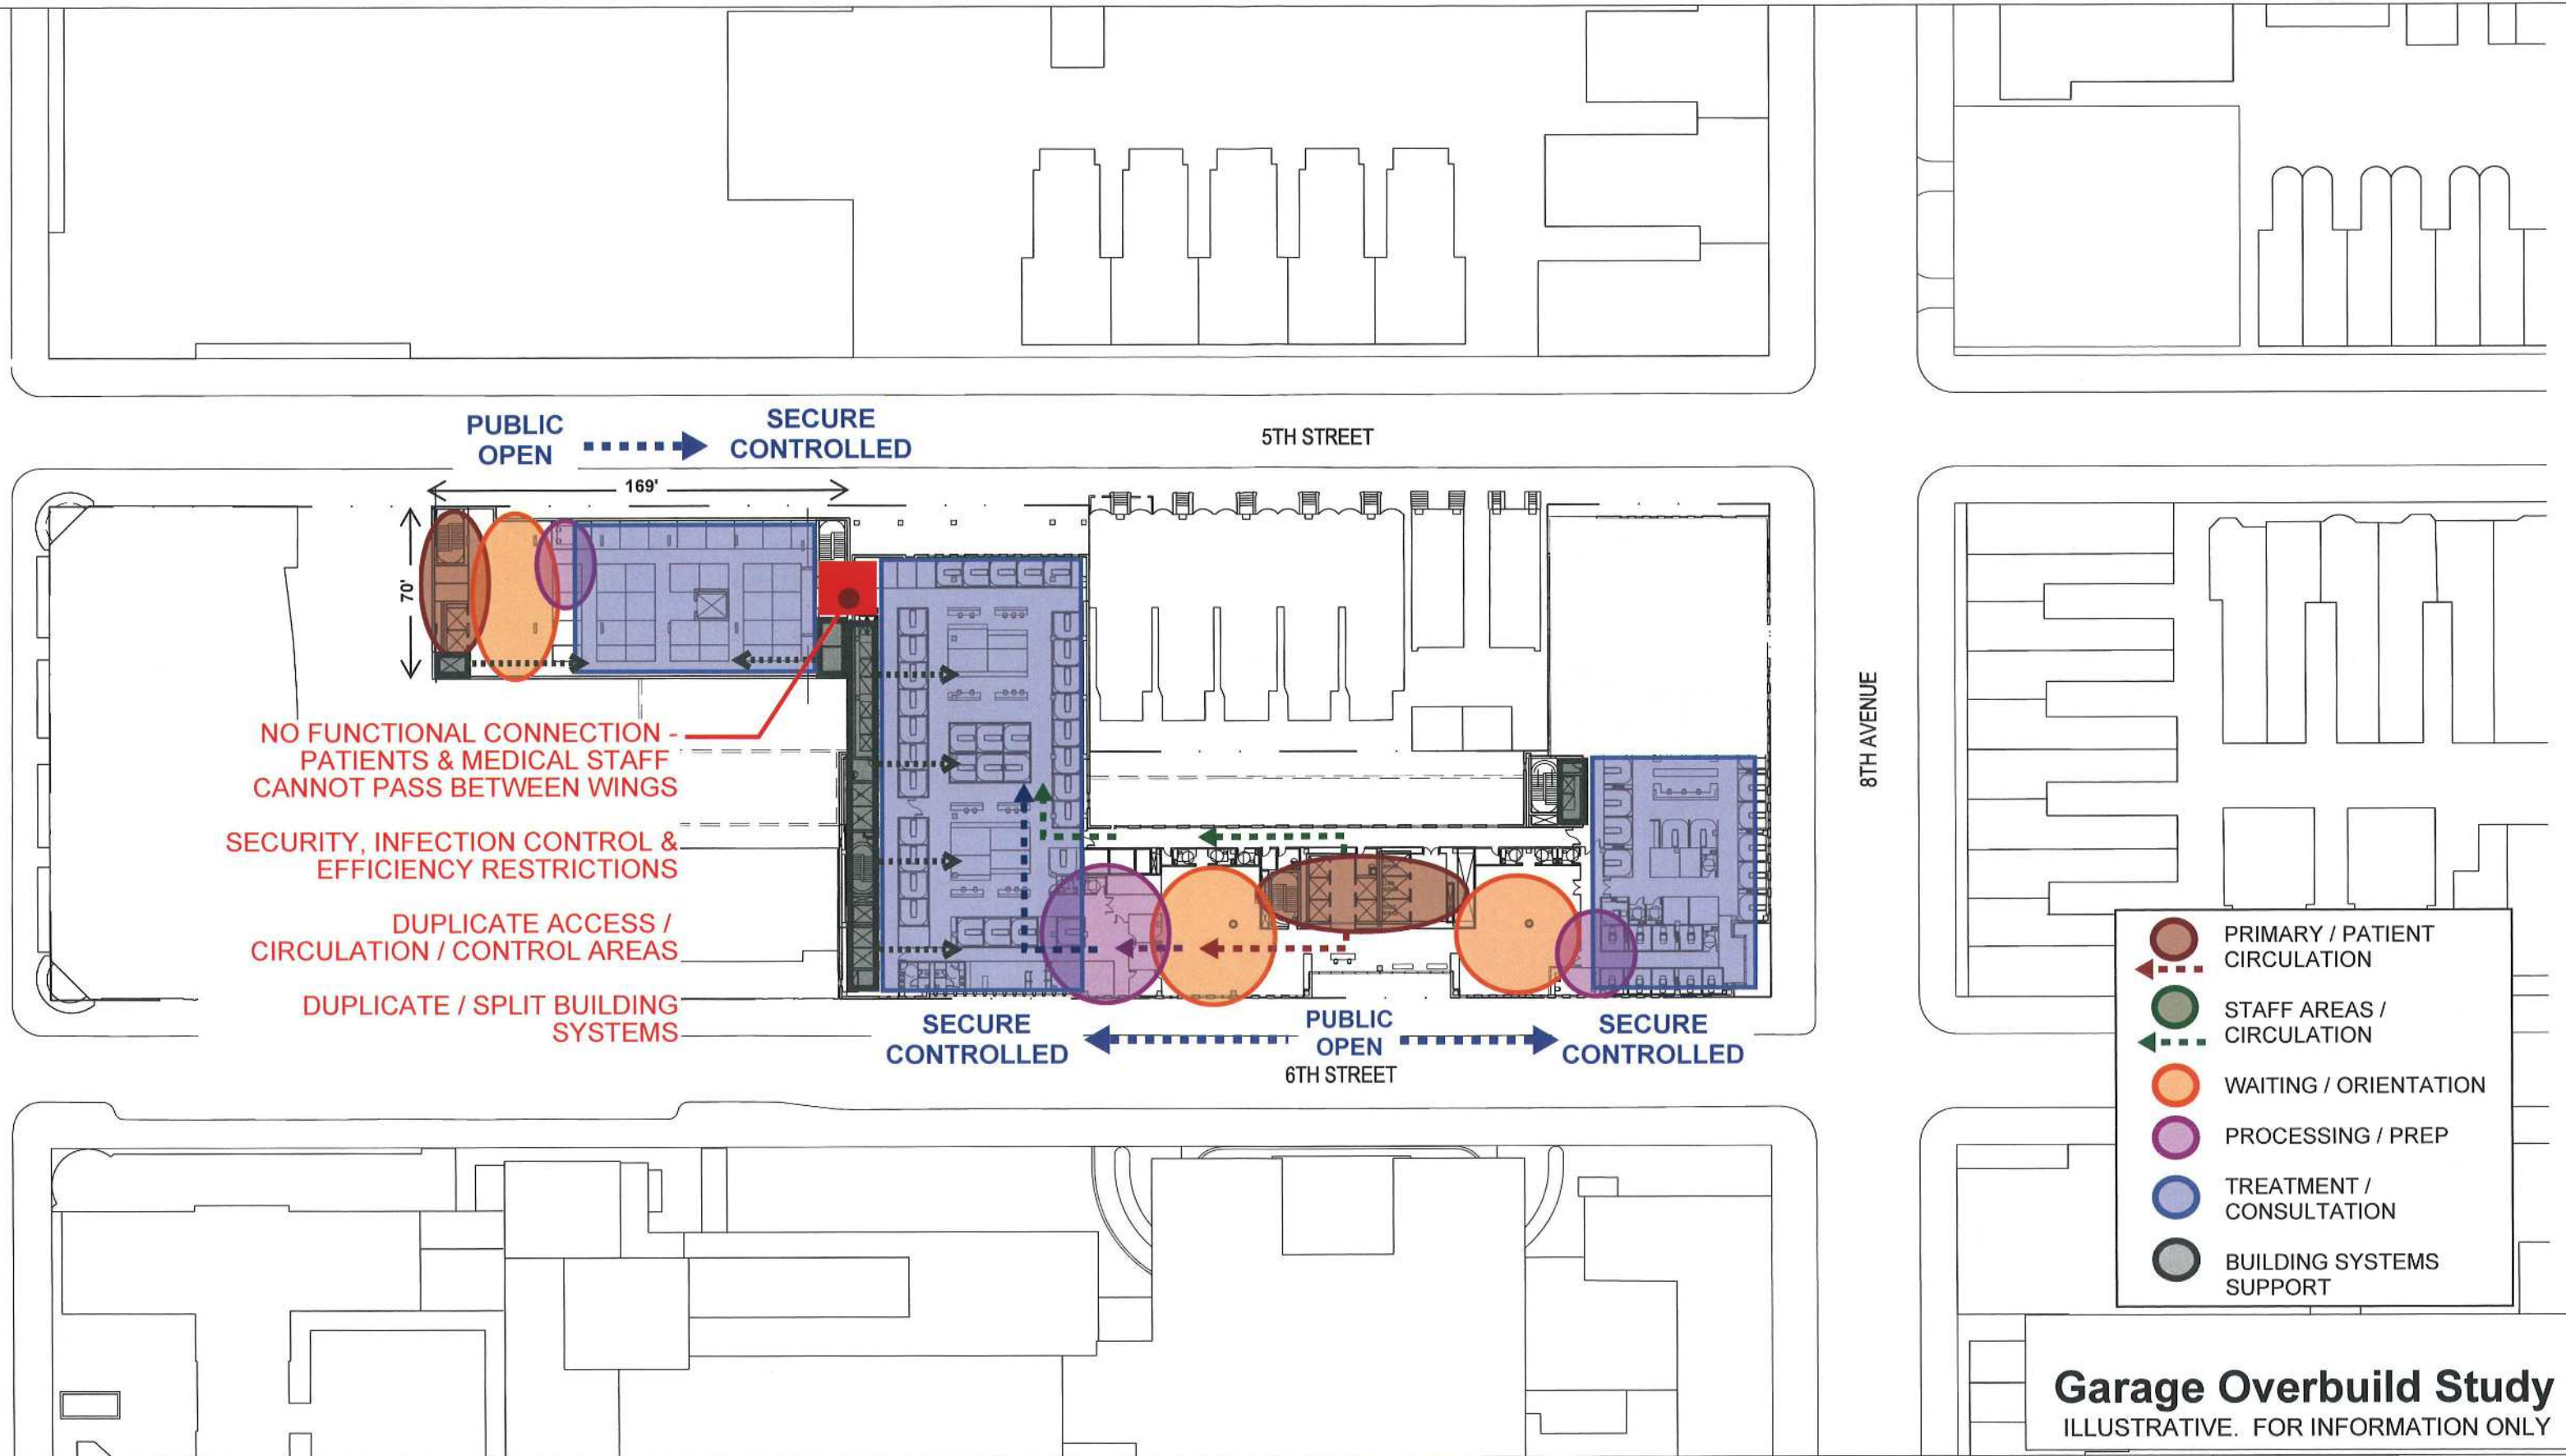 PUBLIC
OPEN
SECURE
CONTROLLED
5TH STREET
169'
70'
NO FUNCTIONAL CONNECTION -
PATIENTS & MEDICAL STAFF
CANNOT PASS BETWEEN WINGS
SECURITY, INFECTION CONTROL &
EFFICIENCY RESTRICTIONS
DUPLICATE ACCESS /
CIRCULATION / CONTROL AREAS
DUPLICATE / SPLIT BUILDING
SYSTEMS
8TH AVENUE
SECURE
CONTROLLED
PUBLIC
OPEN
SECURE
CONTROLLED
6TH STREET
PRIMARY / PATIENT
CIRCULATION
STAFF AREAS /
CIRCULATION
WAITING / ORIENTATION
PROCESSING / PREP
TREATMENT /
CONSULTATION
BUILDING SYSTEMS
SUPPORT
Garage Overbuild Study
ILLUSTRATIVE. FOR INFORMATION ONLY